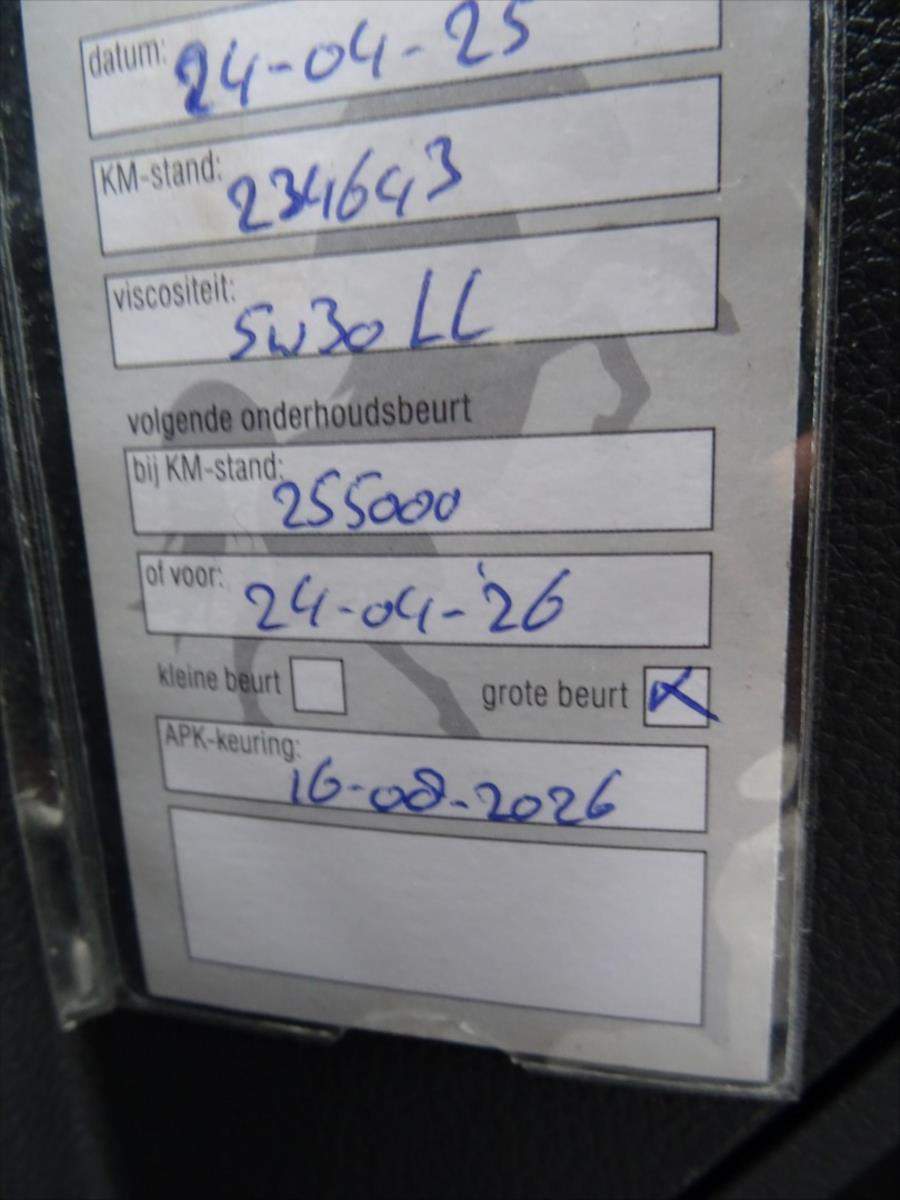 datum: 24-04-25
KM-stand: 234643
viscositeit: 5w30 LL
volgende onderhoudsbeurt
bij KM-stand: 255000
of voor: 24-04-'26
kleine beurt grote beurt X
APK-keuring: 16-08-2026